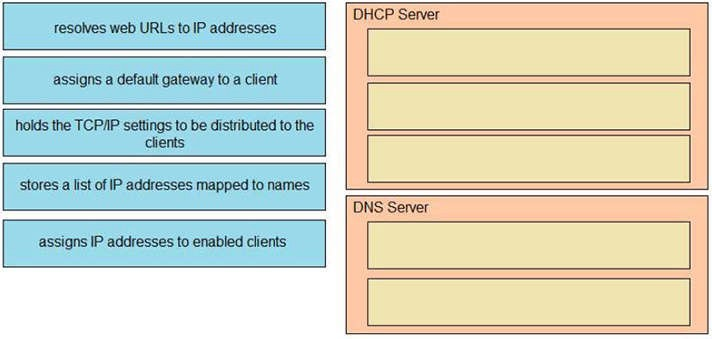 resolves web URLs to IP addresses
assigns a default gateway to a client
holds the TCP/IP settings to be distributed to the
clients
stores a list of IP addresses mapped to names
assigns IP addresses to enabled clients
DHCP Server
DNS Server